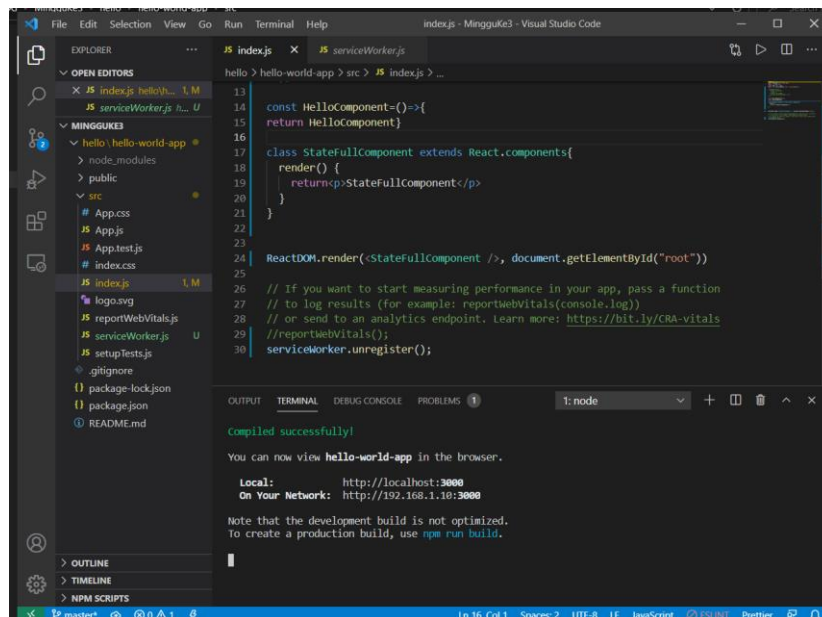 File Edit Selection View Go Run Terminal Help
index.js - MingguKe3 - Visual Studio Code
EXPLORER
OPEN EDITORS
JS index.js hello\h... 1, M
JS serviceWorker.js h... U
MINGGUKE3
hello \ hello-world-app
node_modules
public
src
# App.css
JS App.js
JS App.test.js
# index.css
JS index.js 1, M
logo.svg
JS reportWebVitals.js
JS serviceWorker.js U
JS setupTests.js
.gitignore
{} package-lock.json
{} package.json
README.md
OUTLINE
TIMELINE
NPM SCRIPTS
JS index.js JS serviceWorker.js
hello > hello-world-app > src > JS index.js > ...
13
14 const HelloComponent=()=>{
15 return HelloComponent}
16
17 class StateFullComponent extends React.components{
18 render() {
19 return<p>StateFullComponent</p>
20 }
21 }
22
23
24 ReactDOM.render(<StateFullComponent />, document.getElementById("root"))
25
26 // If you want to start measuring performance in your app, pass a function
27 // to log results (for example: reportWebVitals(console.log))
28 // or send to an analytics endpoint. Learn more: https://bit.ly/CRA-vitals
29 //reportWebVitals();
30 serviceWorker.unregister();
OUTPUT TERMINAL DEBUG CONSOLE PROBLEMS 1 1: node
Compiled successfully!
You can now view hello-world-app in the browser.
Local: http://localhost:3000
On Your Network: http://192.168.1.10:3000
Note that the development build is not optimized.
To create a production build, use npm run build.
master* 0 1 Ln 16, Col 1 Spaces: 2 UTF-8 LF JavaScript ESLINT Prettier